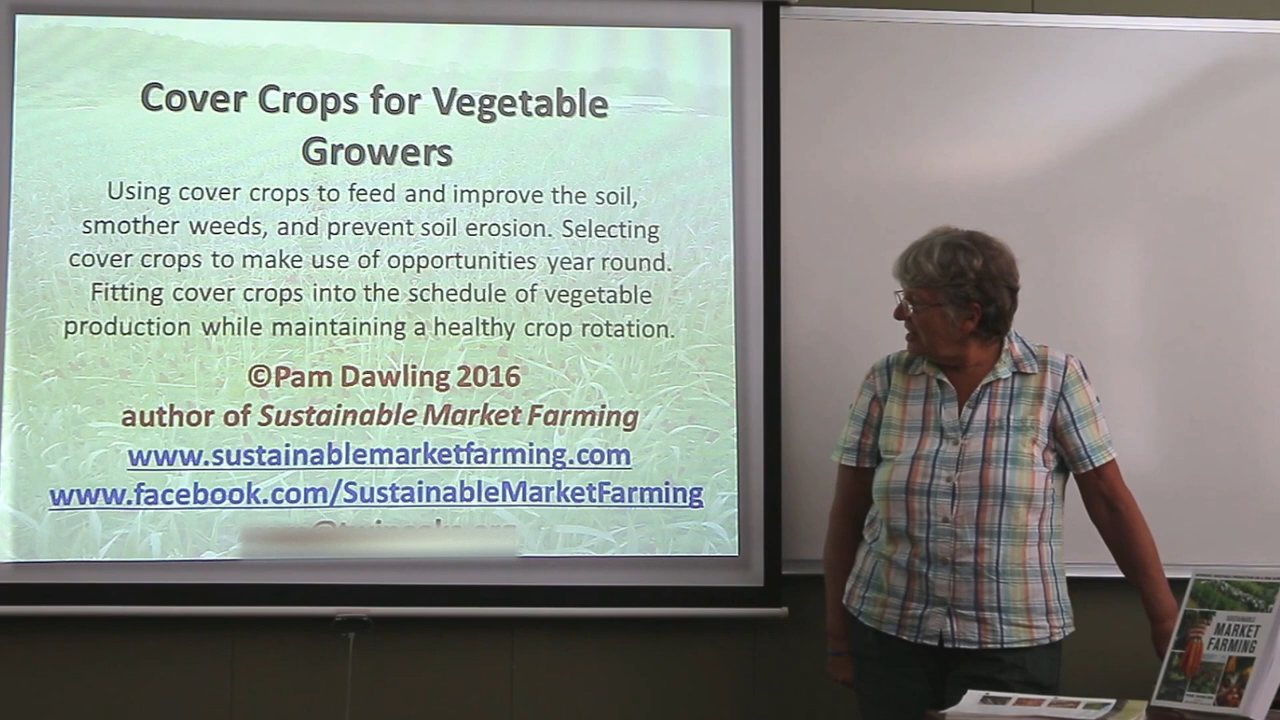 Cover Crops for Vegetable
Growers
Using cover crops to feed and improve the soil,
smother weeds, and prevent soil erosion. Selecting
cover crops to make use of opportunities year round.
Fitting cover crops into the schedule of vegetable
production while maintaining a healthy crop rotation.
©Pam Dawling 2016
author of Sustainable Market Farming
www.sustainablemarketfarming.com
www.facebook.com/SustainableMarketFarming
SUSTAINABLE
MARKET
FARMING